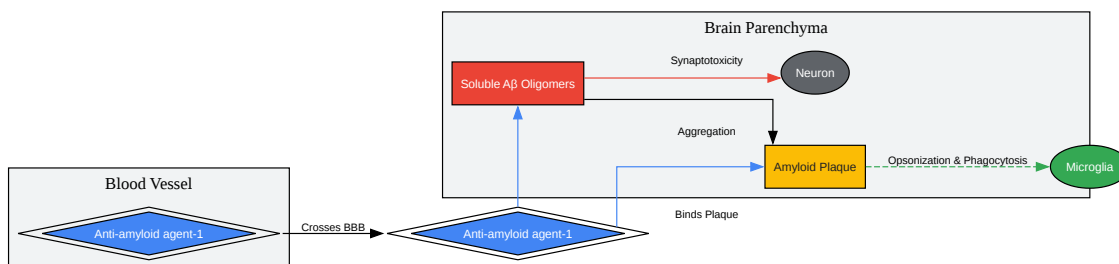 Brain Parenchyma
Synaptotoxicity
Neuron
Soluble Aβ Oligomers
Aggregation
Amyloid Plaque
Opsonization & Phagocytosis
Microglia
Blood Vessel
Binds Plaque
Anti-amyloid agent-1
Crosses BBB
Anti-amyloid agent-1